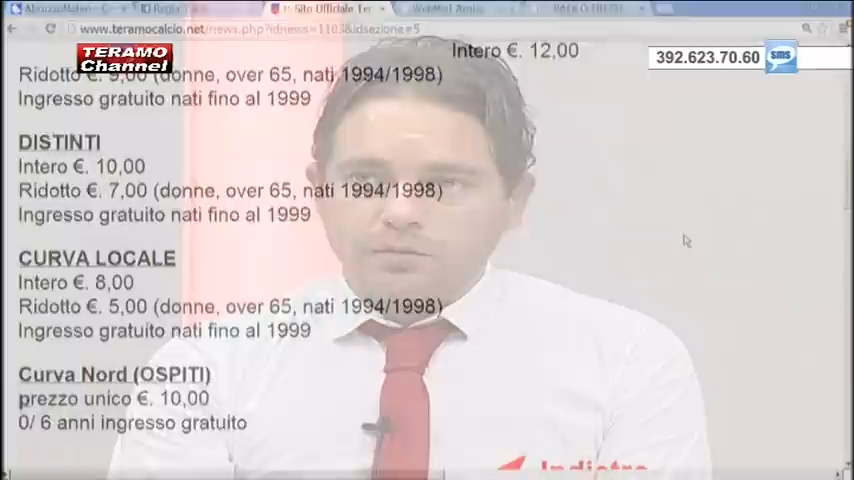 www.teramocalcio.net/news.php?idnews=1103&idsezione=5
TERAMO
Channel
Intero €. 12,00
392.623.70.60
sms
Ridotto €. 9,00 (donne, over 65, nati 1994/1998)
Ingresso gratuito nati fino al 1999
DISTINTI
Intero €. 10,00
Ridotto €. 7,00 (donne, over 65, nati 1994/1998)
Ingresso gratuito nati fino al 1999
CURVA LOCALE
Intero €. 8,00
Ridotto €. 5,00 (donne, over 65, nati 1994/1998)
Ingresso gratuito nati fino al 1999
Curva Nord (OSPITI)
prezzo unico €. 10,00
0/ 6 anni ingresso gratuito
Indietro